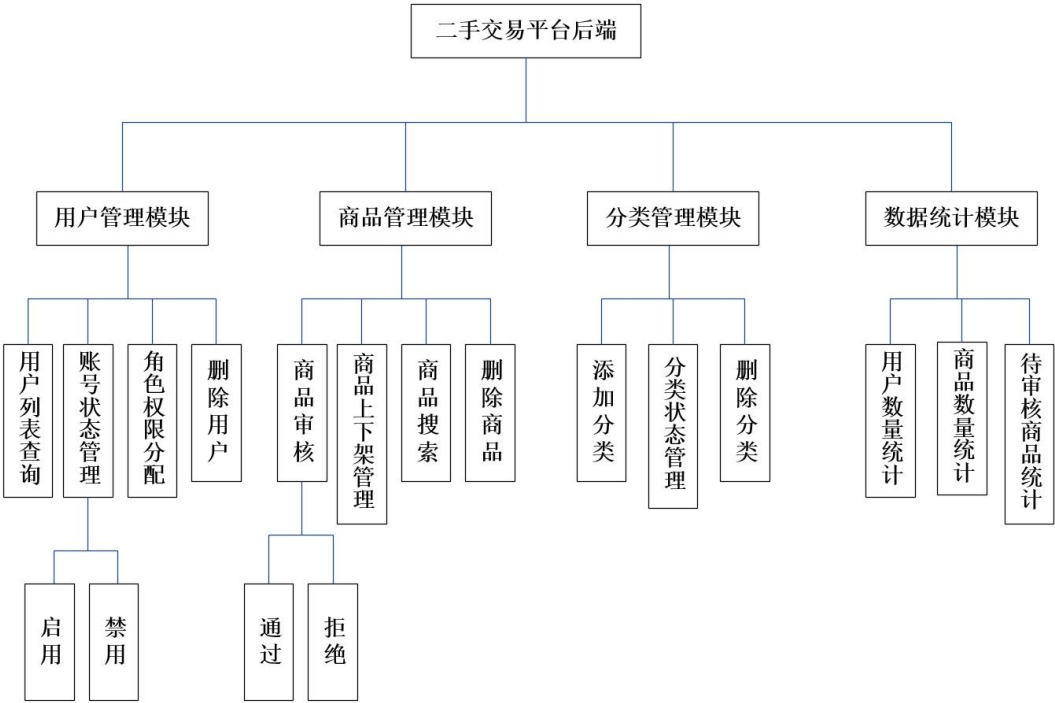 二手交易平台后端
用户管理模块
商品管理模块
分类管理模块
数据统计模块
用户列表查询
账号状态管理
角色权限分配
删除用户
商品审核
商品上下架管理
商品搜索
删除商品
添加分类
分类状态管理
删除分类
用户数量统计
商品数量统计
待审核商品统计
启用
禁用
通过
拒绝